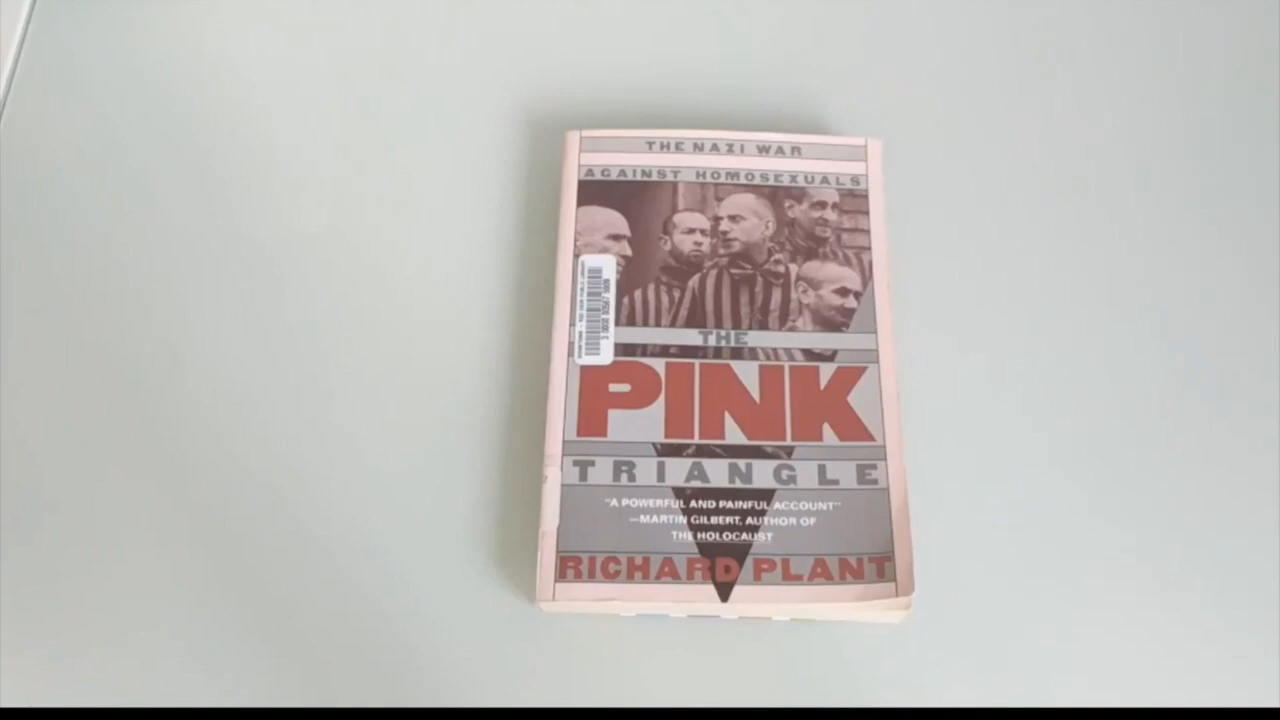 THE NAZI WAR
AGAINST HOMOSEXUALS
THE
PINK
TRIANGLE
"A POWERFUL AND PAINFUL ACCOUNT"
—MARTIN GILBERT, AUTHOR OF
THE HOLOCAUST
RICHARD PLANT